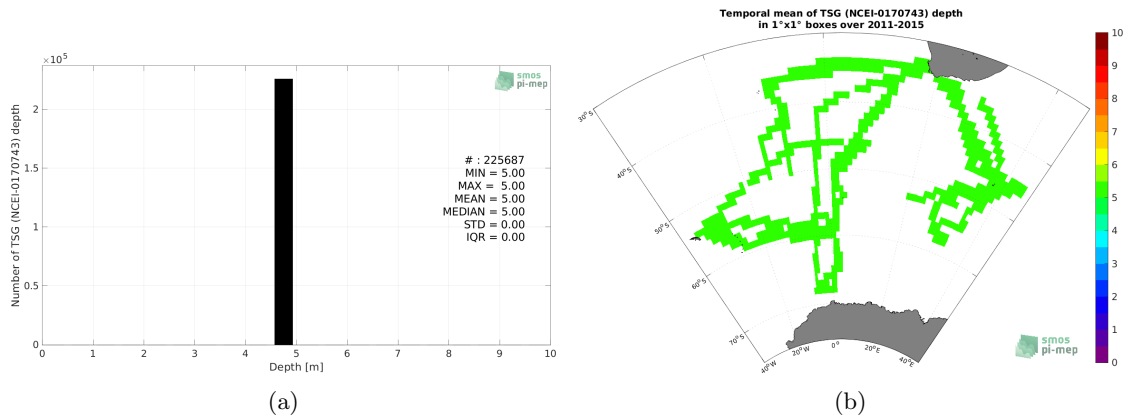 ×10⁵
2
1.5
1
0.5
0
Number of TSG (NCEI-0170743) depth
0 1 2 3 4 5 6 7 8 9 10
Depth [m]
smos
pi-mep
# : 225687
MIN = 5.00
MAX = 5.00
MEAN = 5.00
MEDIAN = 5.00
STD = 0.00
IQR = 0.00
(a)
Temporal mean of TSG (NCEI-0170743) depth
in 1°x1° boxes over 2011-2015
30°S
40°S
50°S
60°S
70°S
40°W
20°W
0°
20°E
40°E
smos
pi-mep
10
9
8
7
6
5
4
3
2
1
0
(b)